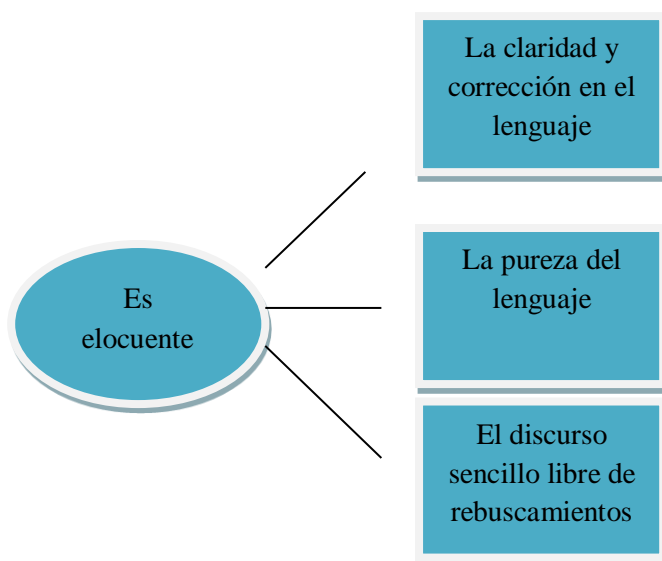 La claridad y
corrección en el
lenguaje
La pureza del
lenguaje
Es
elocuente
El discurso
sencillo libre de
rebuscamientos